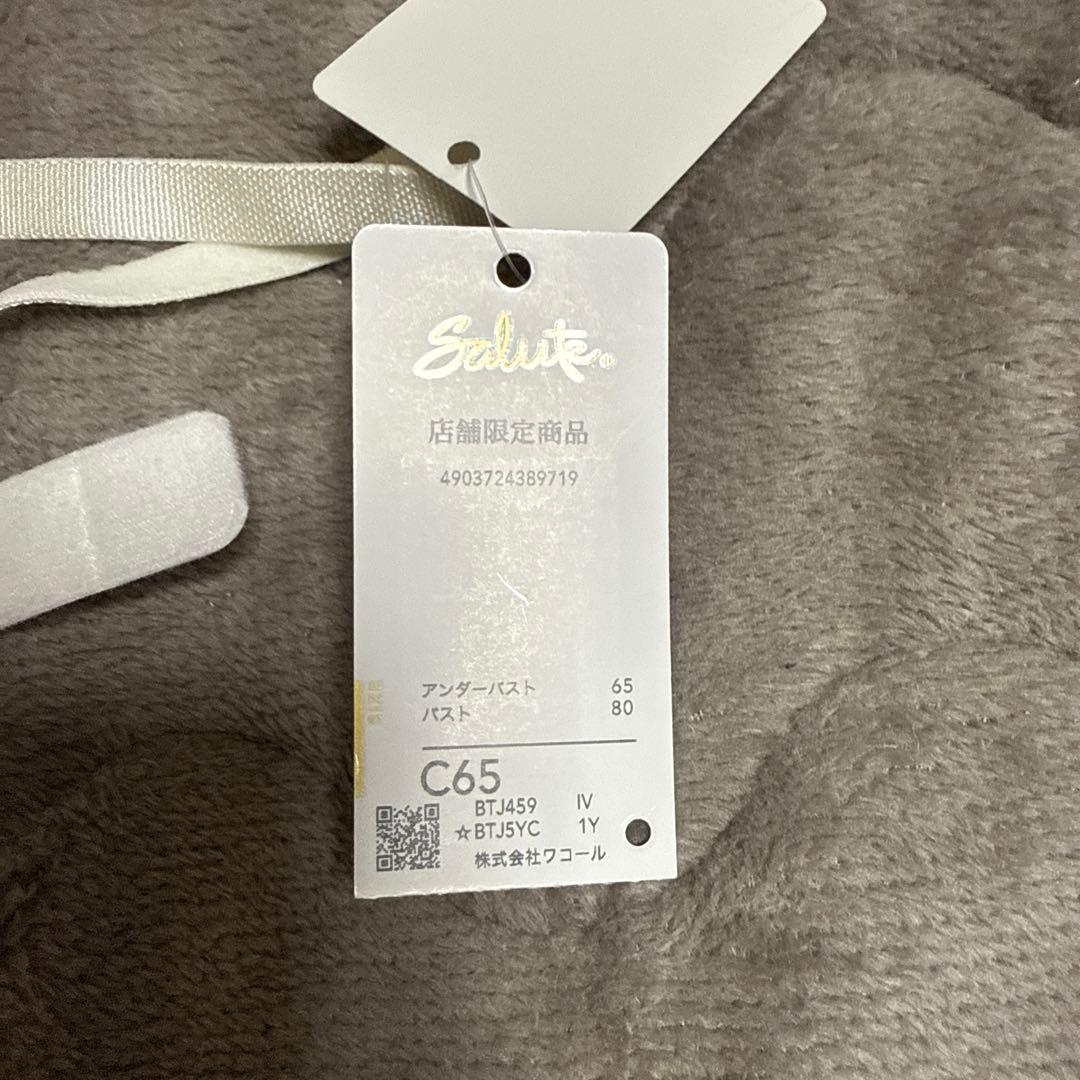 Salute®
店舗限定商品
4903724389719
SIZE
アンダーバスト 65
バスト 80
C65
BTJ459 IV
☆BTJ5YC 1Y
株式会社ワコール